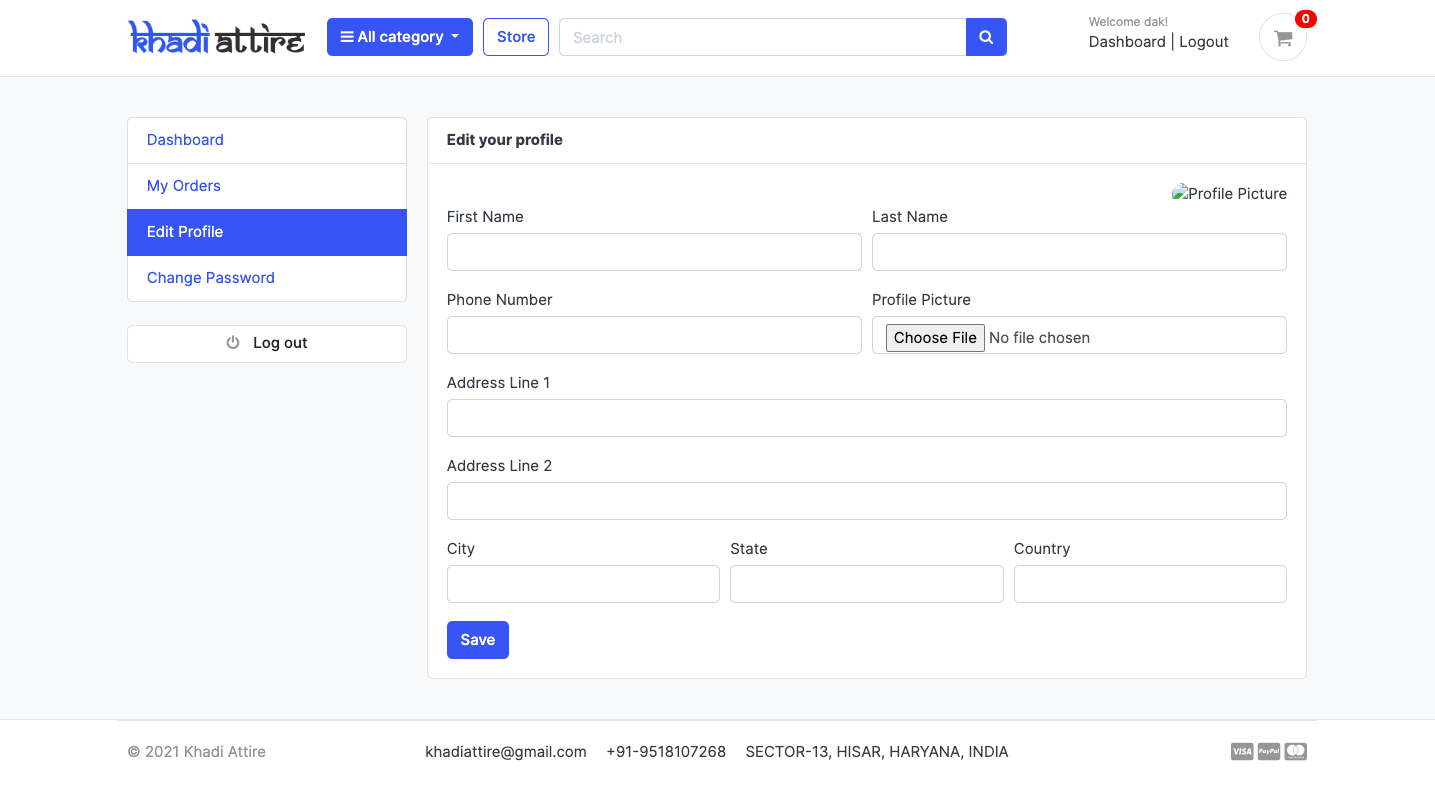 khadi attire
All category
Store
Search
Welcome dak!
Dashboard | Logout
0
Dashboard
My Orders
Edit Profile
Change Password
Log out
Edit your profile
Profile Picture
First Name
Last Name
Phone Number
Profile Picture
Choose File No file chosen
Address Line 1
Address Line 2
City
State
Country
Save
© 2021 Khadi Attire
khadiattire@gmail.com +91-9518107268 SECTOR-13, HISAR, HARYANA, INDIA
VISA PayPal